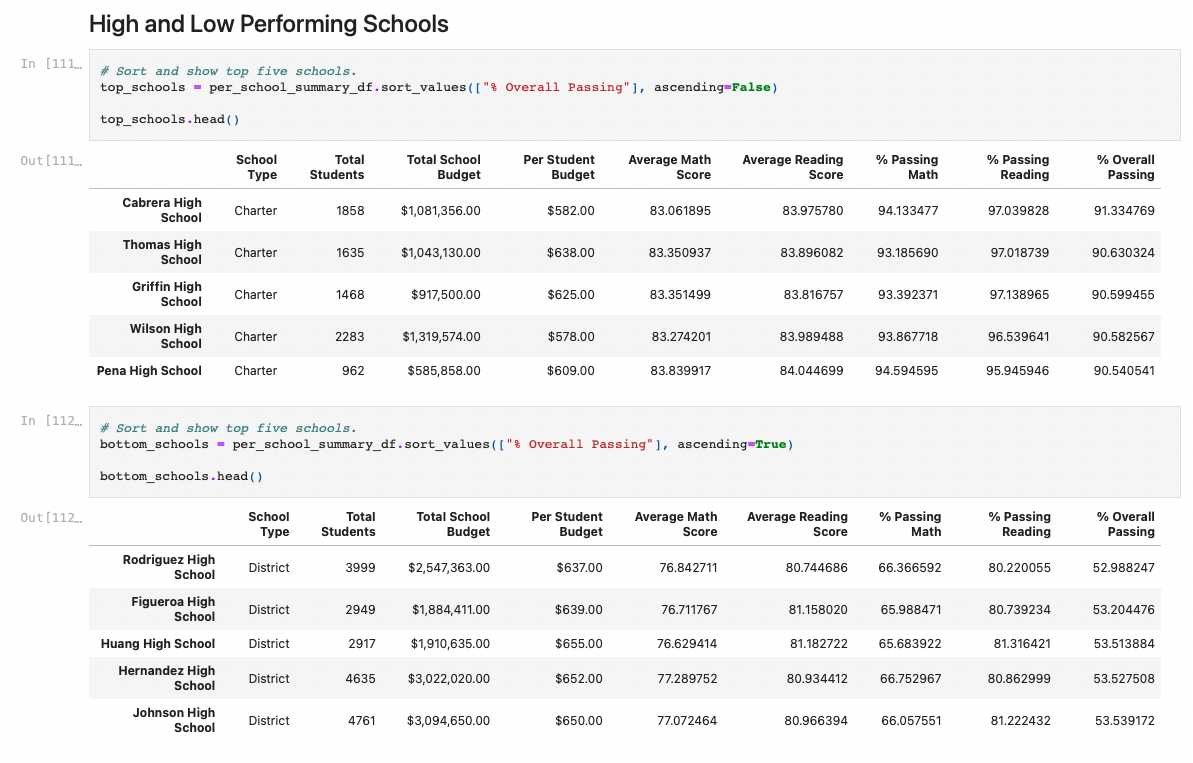 High and Low Performing Schools
In [111…
# Sort and show top five schools.
top_schools = per_school_summary_df.sort_values(["% Overall Passing"], ascending=False)
top_schools.head()
Out[111…
School Type Total Students Total School Budget Per Student Budget Average Math Score Average Reading Score % Passing Math % Passing Reading % Overall Passing
Cabrera High School Charter 1858 $1,081,356.00 $582.00 83.061895 83.975780 94.133477 97.039828 91.334769
Thomas High School Charter 1635 $1,043,130.00 $638.00 83.350937 83.896082 93.185690 97.018739 90.630324
Griffin High School Charter 1468 $917,500.00 $625.00 83.351499 83.816757 93.392371 97.138965 90.599455
Wilson High School Charter 2283 $1,319,574.00 $578.00 83.274201 83.989488 93.867718 96.539641 90.582567
Pena High School Charter 962 $585,858.00 $609.00 83.839917 84.044699 94.594595 95.945946 90.540541
In [112…
# Sort and show top five schools.
bottom_schools = per_school_summary_df.sort_values(["% Overall Passing"], ascending=True)
bottom_schools.head()
Out[112…
School Type Total Students Total School Budget Per Student Budget Average Math Score Average Reading Score % Passing Math % Passing Reading % Overall Passing
Rodriguez High School District 3999 $2,547,363.00 $637.00 76.842711 80.744686 66.366592 80.220055 52.988247
Figueroa High School District 2949 $1,884,411.00 $639.00 76.711767 81.158020 65.988471 80.739234 53.204476
Huang High School District 2917 $1,910,635.00 $655.00 76.629414 81.182722 65.683922 81.316421 53.513884
Hernandez High School District 4635 $3,022,020.00 $652.00 77.289752 80.934412 66.752967 80.862999 53.527508
Johnson High School District 4761 $3,094,650.00 $650.00 77.072464 80.966394 66.057551 81.222432 53.539172